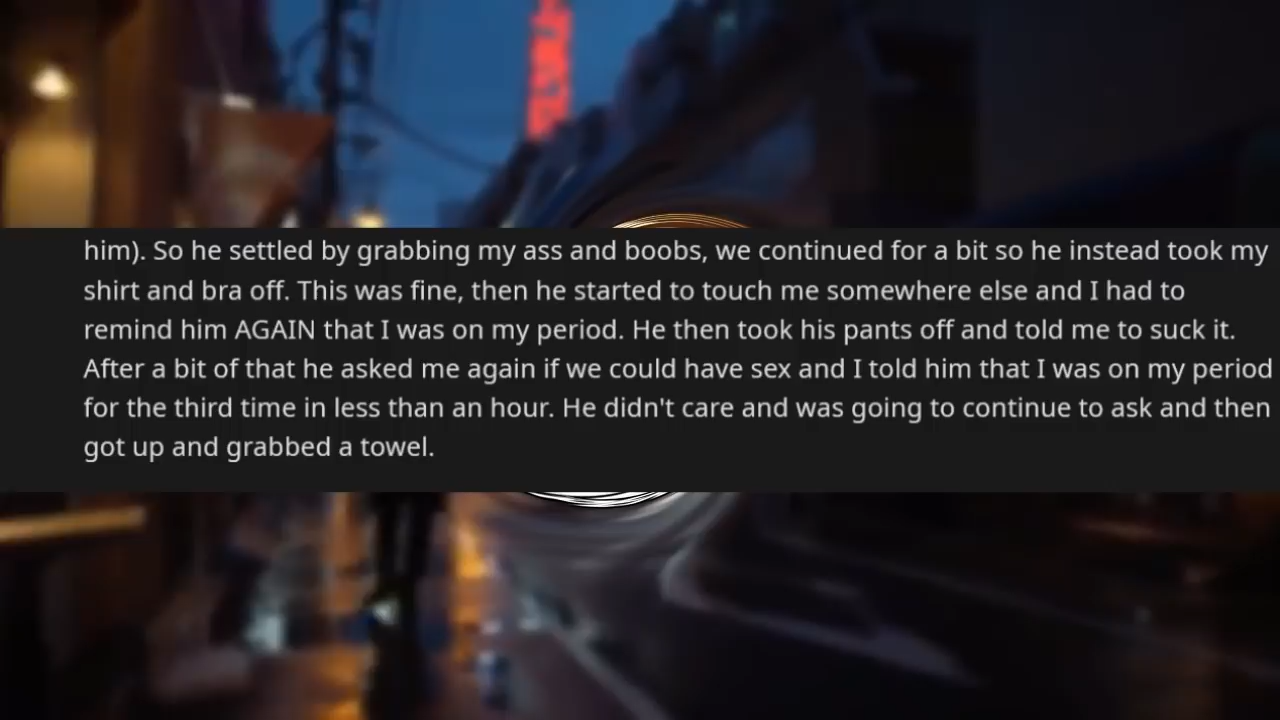 him). So he settled by grabbing my ass and boobs, we continued for a bit so he instead took my
shirt and bra off. This was fine, then he started to touch me somewhere else and I had to
remind him AGAIN that I was on my period. He then took his pants off and told me to suck it.
After a bit of that he asked me again if we could have sex and I told him that I was on my period
for the third time in less than an hour. He didn't care and was going to continue to ask and then
got up and grabbed a towel.